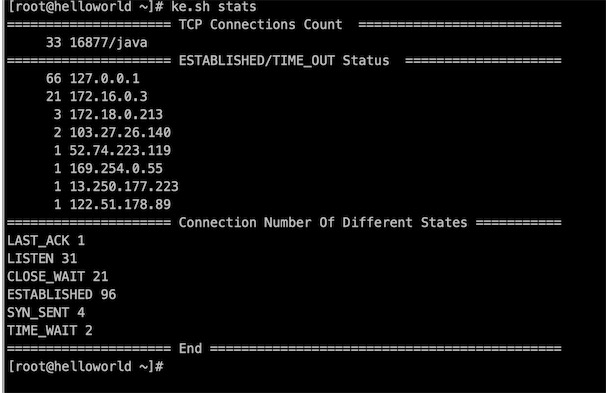 [root@helloworld ~]# ke.sh stats
===================== TCP Connections Count  ==========================
     33 16877/java
===================== ESTABLISHED/TIME_OUT Status  ====================
     66 127.0.0.1
     21 172.16.0.3
      3 172.18.0.213
      2 103.27.26.140
      1 52.74.223.119
      1 169.254.0.55
      1 13.250.177.223
      1 122.51.178.89
===================== Connection Number Of Different States ===========
LAST_ACK 1
LISTEN 31
CLOSE_WAIT 21
ESTABLISHED 96
SYN_SENT 4
TIME_WAIT 2
===================== End =============================================
[root@helloworld ~]#